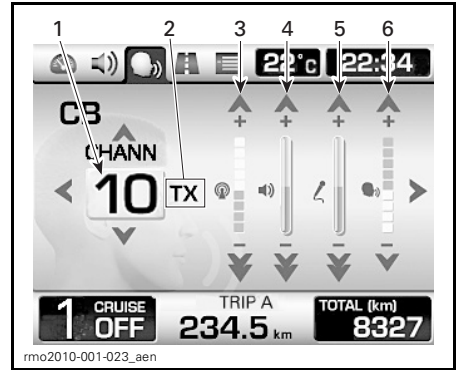 1 2 3 4 5 6
22°c 22:34
CB
+ + + +
CHANN
10 TX
- - - -
1 CRUISE OFF
TRIP A
234.5 km
TOTAL (km)
8327
rmo2010-001-023_aen